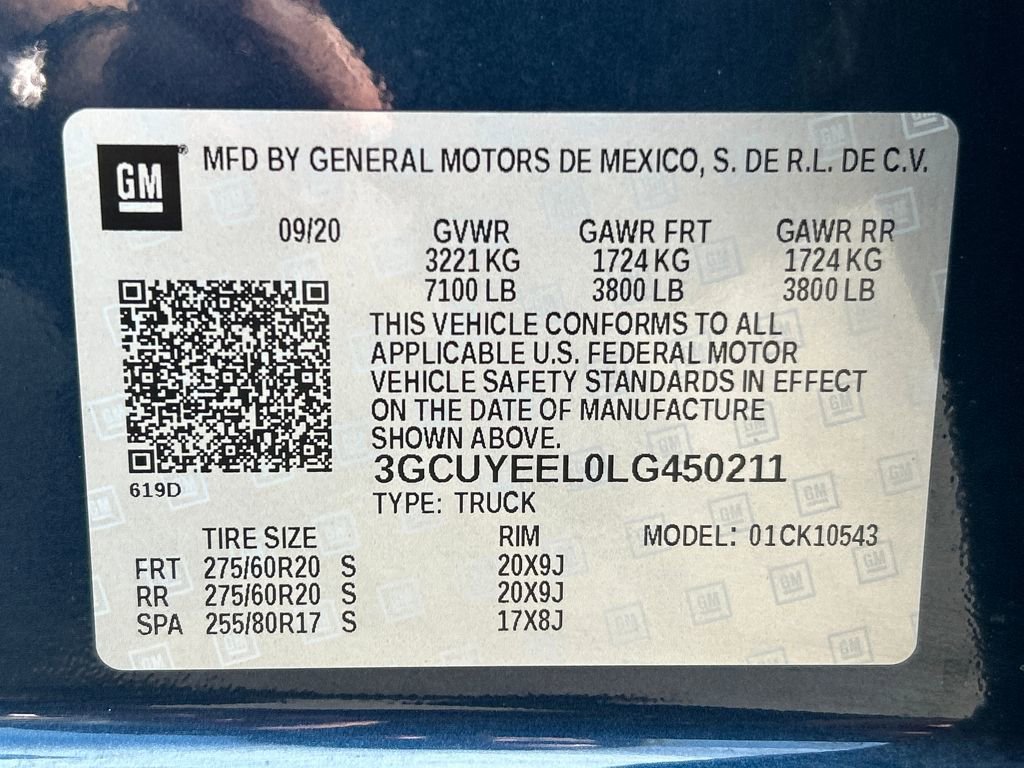 GM® MFD BY GENERAL MOTORS DE MEXICO, S. DE R.L. DE C.V.
09/20 GVWR GAWR FRT GAWR RR
3221 KG 1724 KG 1724 KG
7100 LB 3800 LB 3800 LB
THIS VEHICLE CONFORMS TO ALL
APPLICABLE U.S. FEDERAL MOTOR
VEHICLE SAFETY STANDARDS IN EFFECT
ON THE DATE OF MANUFACTURE
SHOWN ABOVE.
3GCUYEEL0LG450211
619D
TYPE: TRUCK
TIRE SIZE RIM MODEL: 01CK10543
FRT 275/60R20 S 20X9J
RR 275/60R20 S 20X9J
SPA 255/80R17 S 17X8J